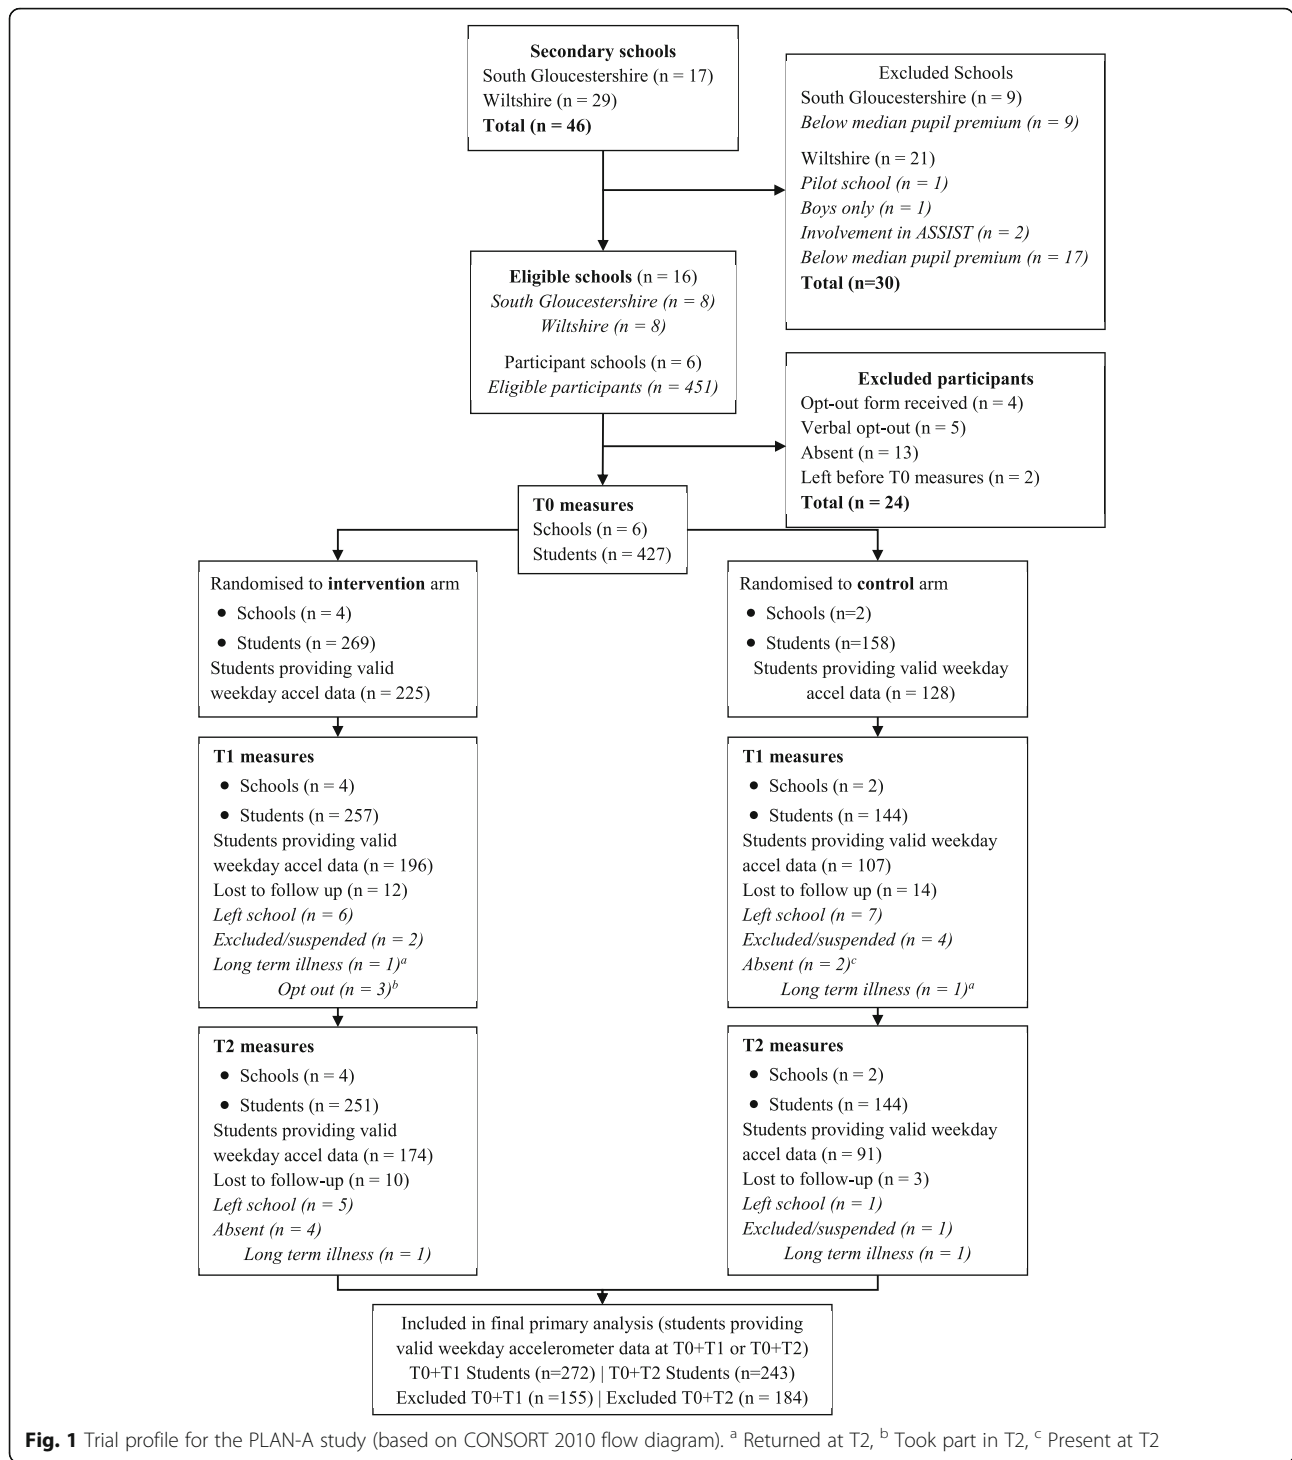 Secondary schools
South Gloucestershire (n = 17)
Wiltshire (n = 29)
Total (n = 46)
Excluded Schools
South Gloucestershire (n = 9)
Below median pupil premium (n = 9)
Wiltshire (n = 21)
Pilot school (n = 1)
Boys only (n = 1)
Involvement in ASSIST (n = 2)
Below median pupil premium (n = 17)
Total (n=30)
Eligible schools (n = 16)
South Gloucestershire (n = 8)
Wiltshire (n = 8)
Participant schools (n = 6)
Eligible participants (n = 451)
Excluded participants
Opt-out form received (n = 4)
Verbal opt-out (n = 5)
Absent (n = 13)
Left before T0 measures (n = 2)
Total (n = 24)
T0 measures
Schools (n = 6)
Students (n = 427)
Randomised to intervention arm
• Schools (n = 4)
• Students (n = 269)
Students providing valid
weekday accel data (n = 225)
Randomised to control arm
• Schools (n=2)
• Students (n=158)
Students providing valid weekday
accel data (n = 128)
T1 measures
• Schools (n = 4)
• Students (n = 257)
Students providing valid
weekday accel data (n = 196)
Lost to follow up (n = 12)
Left school (n = 6)
Excluded/suspended (n = 2)
Long term illness (n = 1)a
Opt out (n = 3)b
T1 measures
• Schools (n = 2)
• Students (n = 144)
Students providing valid weekday
accel data (n = 107)
Lost to follow up (n = 14)
Left school (n = 7)
Excluded/suspended (n = 4)
Absent (n = 2)c
Long term illness (n = 1)a
T2 measures
• Schools (n = 4)
• Students (n = 251)
Students providing valid
weekday accel data (n = 174)
Lost to follow-up (n = 10)
Left school (n = 5)
Absent (n = 4)
Long term illness (n = 1)
T2 measures
• Schools (n = 2)
• Students (n = 144)
Students providing valid weekday
accel data (n = 91)
Lost to follow-up (n = 3)
Left school (n = 1)
Excluded/suspended (n = 1)
Long term illness (n = 1)
Included in final primary analysis (students providing
valid weekday accelerometer data at T0+T1 or T0+T2)
T0+T1 Students (n=272) | T0+T2 Students (n=243)
Excluded T0+T1 (n =155) | Excluded T0+T2 (n = 184)
Fig. 1 Trial profile for the PLAN-A study (based on CONSORT 2010 flow diagram). a Returned at T2, b Took part in T2, c Present at T2